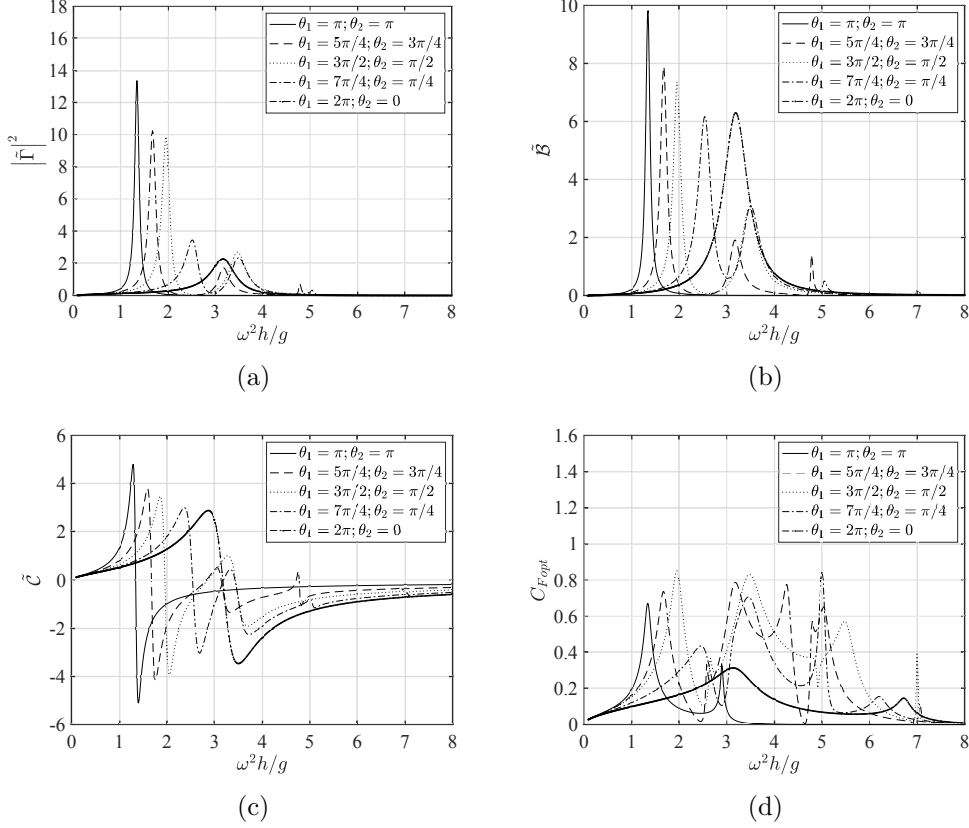 18
16
14
12
10
8
6
4
2
0
|Γ̃|²
θ₁ = π; θ₂ = π
θ₁ = 5π/4; θ₂ = 3π/4
θ₁ = 3π/2; θ₂ = π/2
θ₁ = 7π/4; θ₂ = π/4
θ₁ = 2π; θ₂ = 0
0 1 2 3 4 5 6 7 8
ω²h/g
(a)
10
8
6
4
2
0
ℬ̃
θ₁ = π; θ₂ = π
θ₁ = 5π/4; θ₂ = 3π/4
θ₁ = 3π/2; θ₂ = π/2
θ₁ = 7π/4; θ₂ = π/4
θ₁ = 2π; θ₂ = 0
0 1 2 3 4 5 6 7 8
ω²h/g
(b)
6
4
2
0
-2
-4
-6
𝒞̃
θ₁ = π; θ₂ = π
θ₁ = 5π/4; θ₂ = 3π/4
θ₁ = 3π/2; θ₂ = π/2
θ₁ = 7π/4; θ₂ = π/4
θ₁ = 2π; θ₂ = 0
0 1 2 3 4 5 6 7 8
ω²h/g
(c)
1.6
1.4
1.2
1
0.8
0.6
0.4
0.2
0
C_Fopt
θ₁ = π; θ₂ = π
θ₁ = 5π/4; θ₂ = 3π/4
θ₁ = 3π/2; θ₂ = π/2
θ₁ = 7π/4; θ₂ = π/4
θ₁ = 2π; θ₂ = 0
0 1 2 3 4 5 6 7 8
ω²h/g
(d)